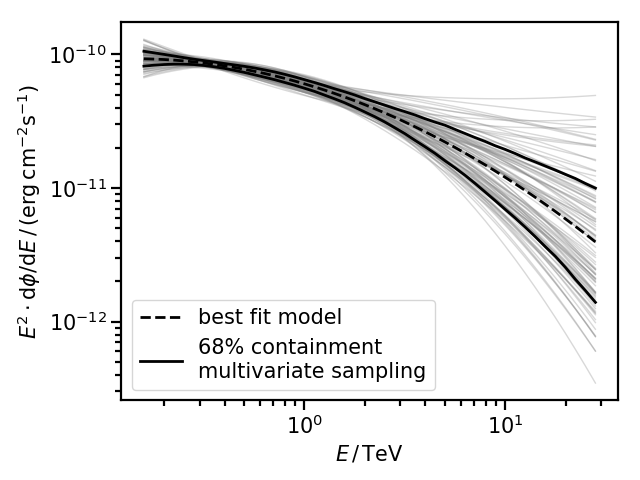 10⁻¹⁰
10⁻¹¹
10⁻¹²
E² · dϕ/dE / (erg cm⁻²s⁻¹)
best fit model
68% containment
multivariate sampling
10⁰ 10¹
E / TeV